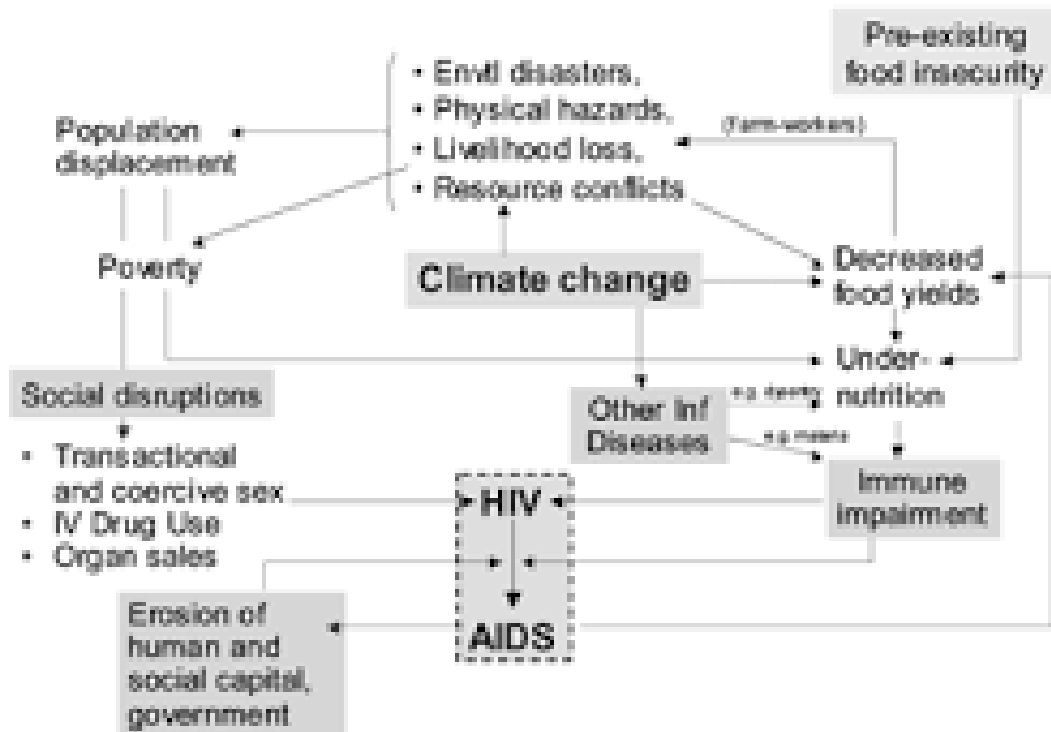 Pre-existing
food insecurity
• Envtl disasters,
• Physical hazards,
• Livelihood loss,
• Resource conflicts
(farm-workers)
Population
displacement
Poverty
Climate change
Decreased
food yields
Under-
nutrition
Social disruptions
Other Inf
Diseases
e.g.
e.g. malaria
• Transactional
and coercive sex
• IV Drug Use
• Organ sales
HIV
Immune
impairment
AIDS
Erosion of
human and
social capital,
government